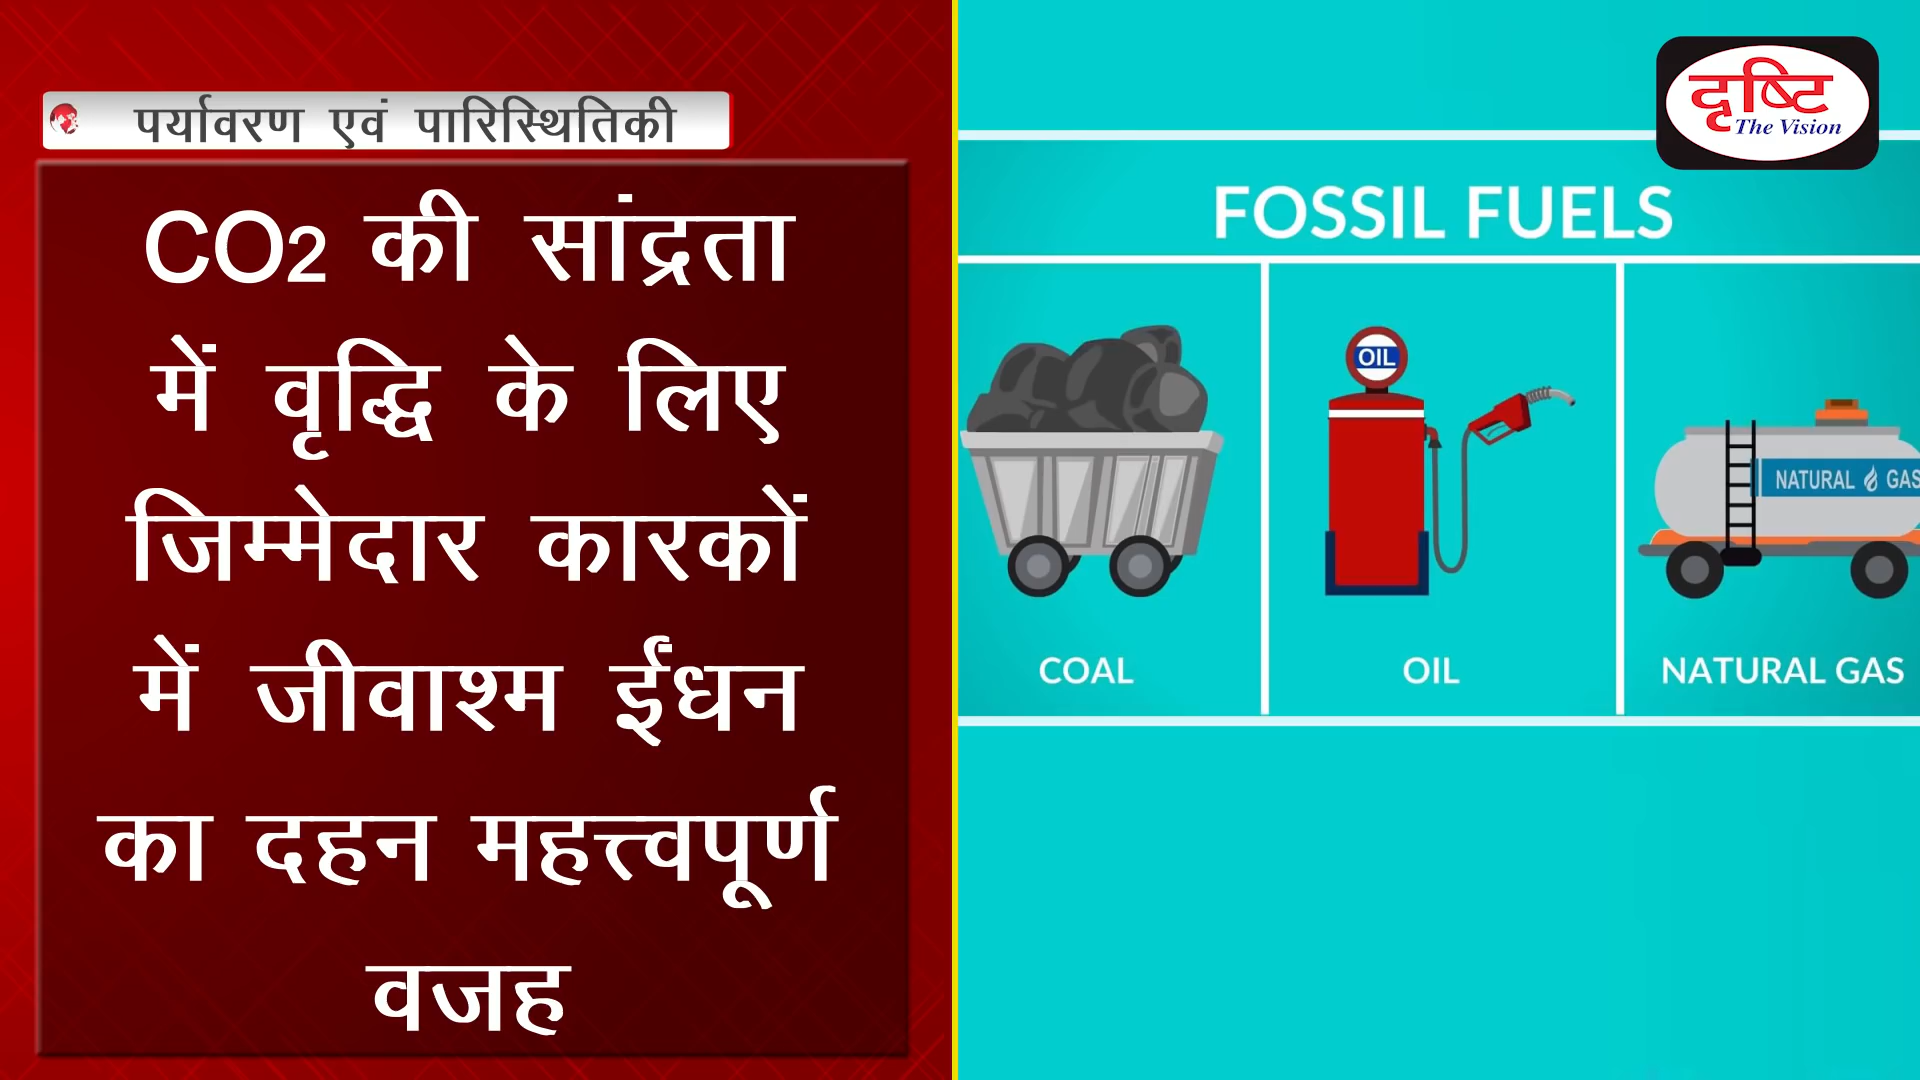 पर्यावरण एवं पारिस्थितिकी
CO2 की सांद्रता
में वृद्धि के लिए
जिम्मेदार कारकों
में जीवाश्म ईंधन
का दहन महत्त्वपूर्ण
वजह
दृष्टि
The Vision
FOSSIL FUELS
OIL
NATURAL GAS
COAL
OIL
NATURAL GAS